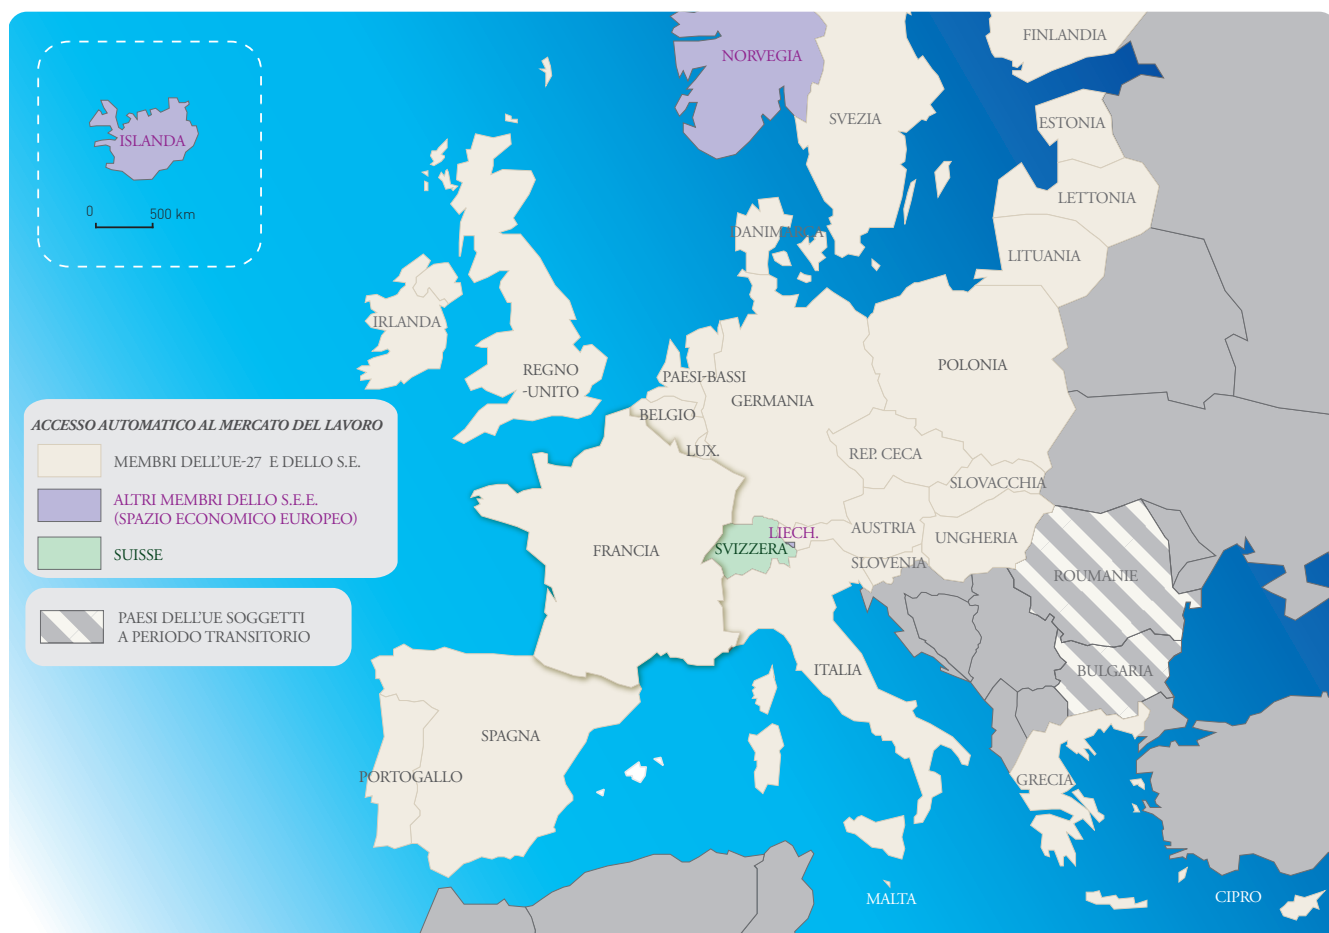 FINLANDIA
NORVEGIA
SVEZIA
ESTONIA
ISLANDA
LETTONIA
0 500 km
DANIMARCA
LITUANIA
IRLANDA
REGNO
-UNITO
PAESI-BASSI
POLONIA
GERMANIA
BELGIO
LUX.
REP. CECA
SLOVACCHIA
ACCESSO AUTOMATICO AL MERCATO DEL LAVORO
MEMBRI DELL'UE-27 E DELLO S.E.
ALTRI MEMBRI DELLO S.E.E.
(SPAZIO ECONOMICO EUROPEO)
SUISSE
PAESI DELL'UE SOGGETTI
A PERIODO TRANSITORIO
FRANCIA
LIECH.
SVIZZERA
AUSTRIA
UNGHERIA
SLOVENIA
ROUMANIE
ITALIA
BULGARIA
SPAGNA
PORTOGALLO
GRECIA
MALTA
CIPRO